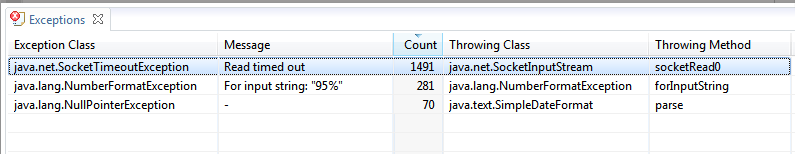 Exceptions
Exception Class Message Count Throwing Class Throwing Method
java.net.SocketTimeoutException Read timed out 1491 java.net.SocketInputStream socketRead0
java.lang.NumberFormatException For input string: "95%" 281 java.lang.NumberFormatException forInputString
java.lang.NullPointerException - 70 java.text.SimpleDateFormat parse